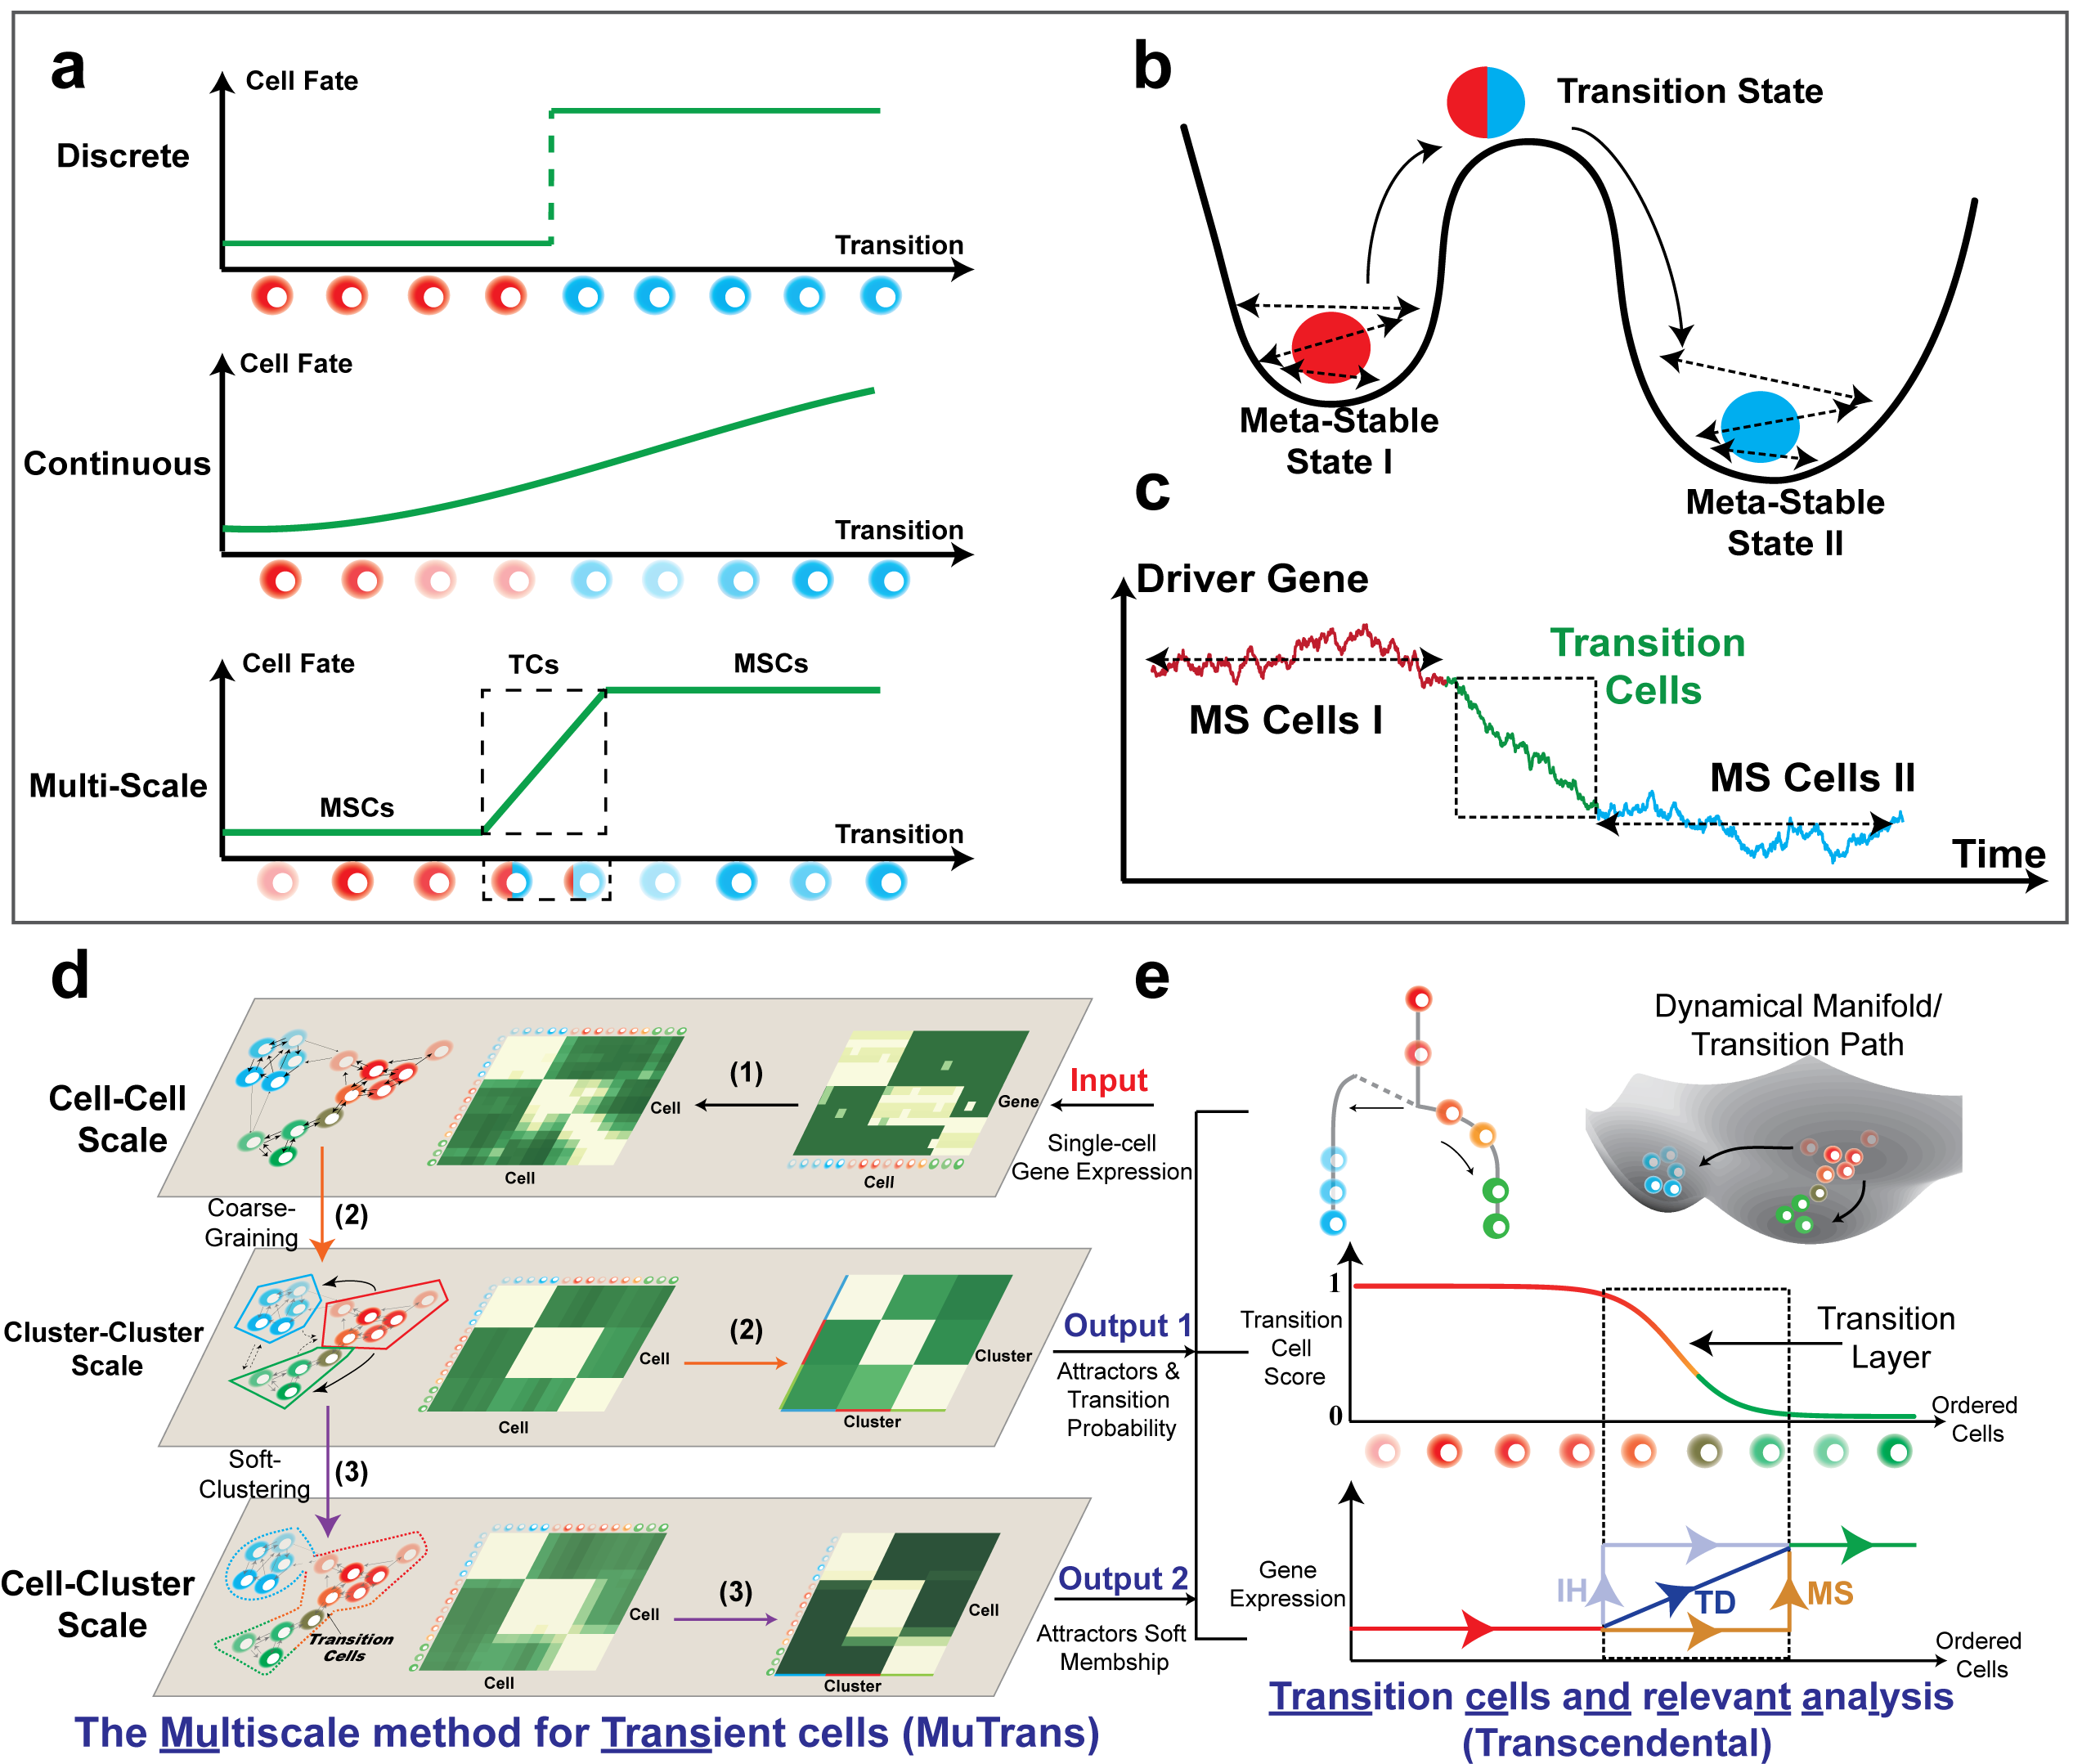 a
Cell Fate
Discrete
Transition
Cell Fate
Continuous
Transition
Cell Fate
TCs
MSCs
Multi-Scale
MSCs
Transition
b
Transition State
Meta-Stable
State I
Meta-Stable
State II
c
Driver Gene
Transition
Cells
MS Cells I
MS Cells II
Time
d
Cell-Cell
Scale
Cell
Cell
(1)
Gene
Cell
Input
Single-cell
Gene Expression
Coarse-
Graining
(2)
Cluster-Cluster
Scale
Cell
Cell
(2)
Cluster
Cluster
Output 1
Attractors &
Transition
Probability
Soft-
Clustering
(3)
Cell-Cluster
Scale
Transition
Cells
Cell
Cell
(3)
Cell
Cluster
Output 2
Attractors Soft
Membship
The Multiscale method for Transient cells (MuTrans)
e
Dynamical Manifold/
Transition Path
1
Transition
Cell
Score
0
Transition
Layer
Ordered
Cells
Gene
Expression
IH
TD
MS
Ordered
Cells
Transition cells and relevant analysis
(Transcendental)